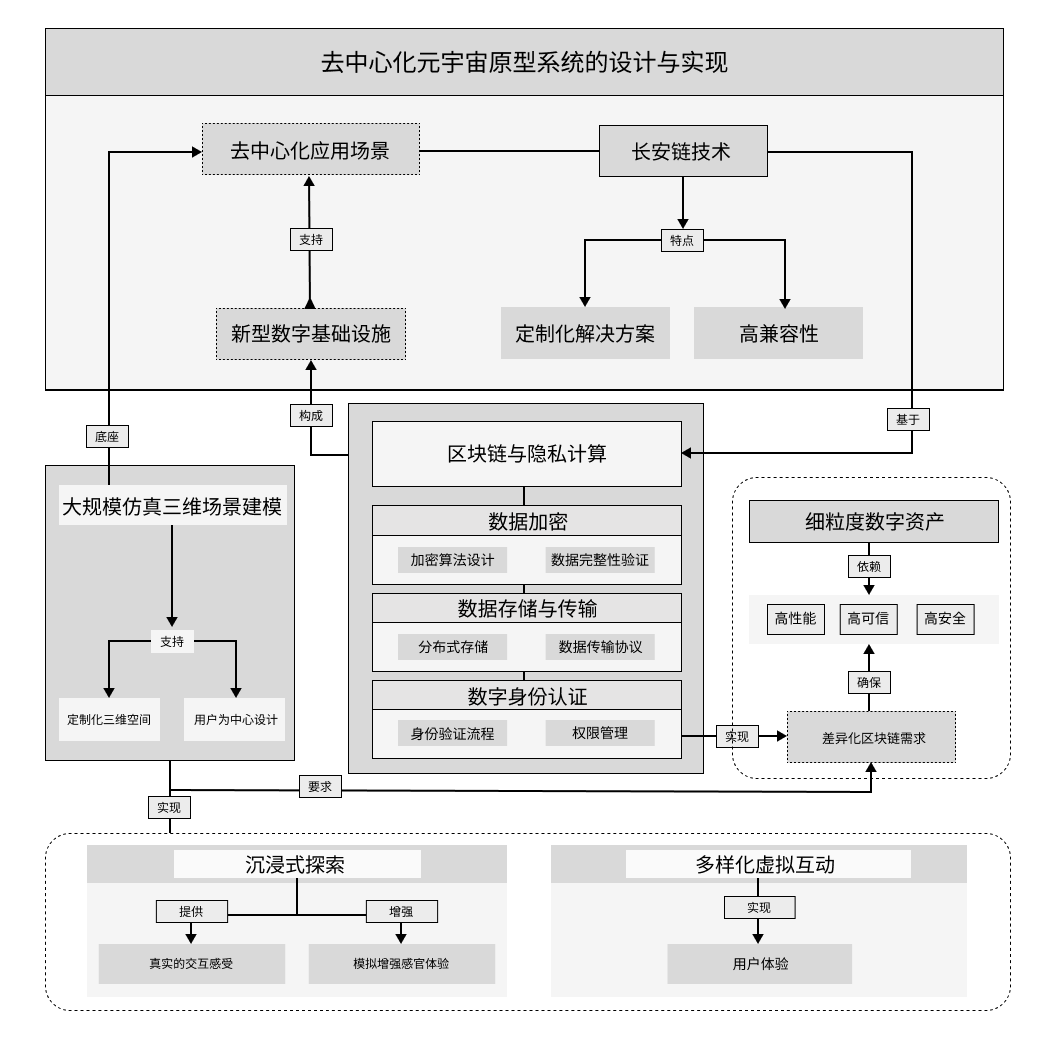 去中心化元宇宙原型系统的设计与实现
去中心化应用场景
长安链技术
支持
特点
新型数字基础设施
定制化解决方案
高兼容性
构成
基于
底座
大规模仿真三维场景建模
支持
定制化三维空间
用户为中心设计
区块链与隐私计算
数据加密
加密算法设计
数据完整性验证
数据存储与传输
分布式存储
数据传输协议
数字身份认证
身份验证流程
权限管理
细粒度数字资产
依赖
高性能
高可信
高安全
确保
实现
差异化区块链需求
要求
实现
沉浸式探索
提供
增强
真实的交互感受
模拟增强感官体验
多样化虚拟互动
实现
用户体验